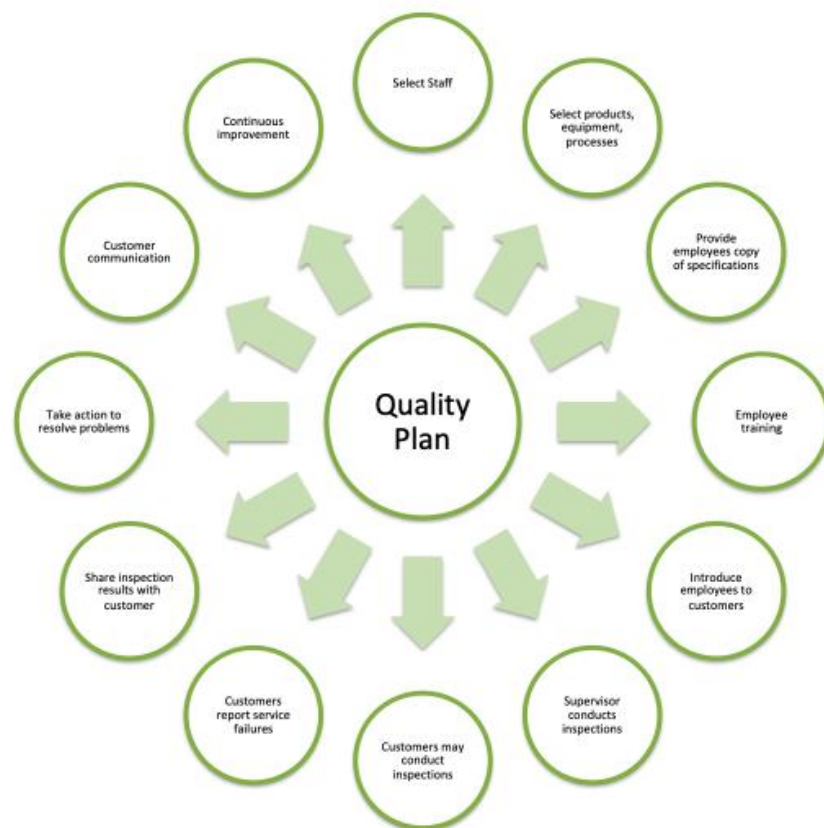 Select Staff
Select products,
equipment,
processes
Provide
employees copy
of specifications
Employee
training
Introduce
employees to
customers
Supervisor
conducts
inspections
Customers may
conduct
inspections
Customers
report service
failures
Share inspection
results with
customer
Take action to
resolve problems
Customer
communication
Continuous
improvement
Quality
Plan